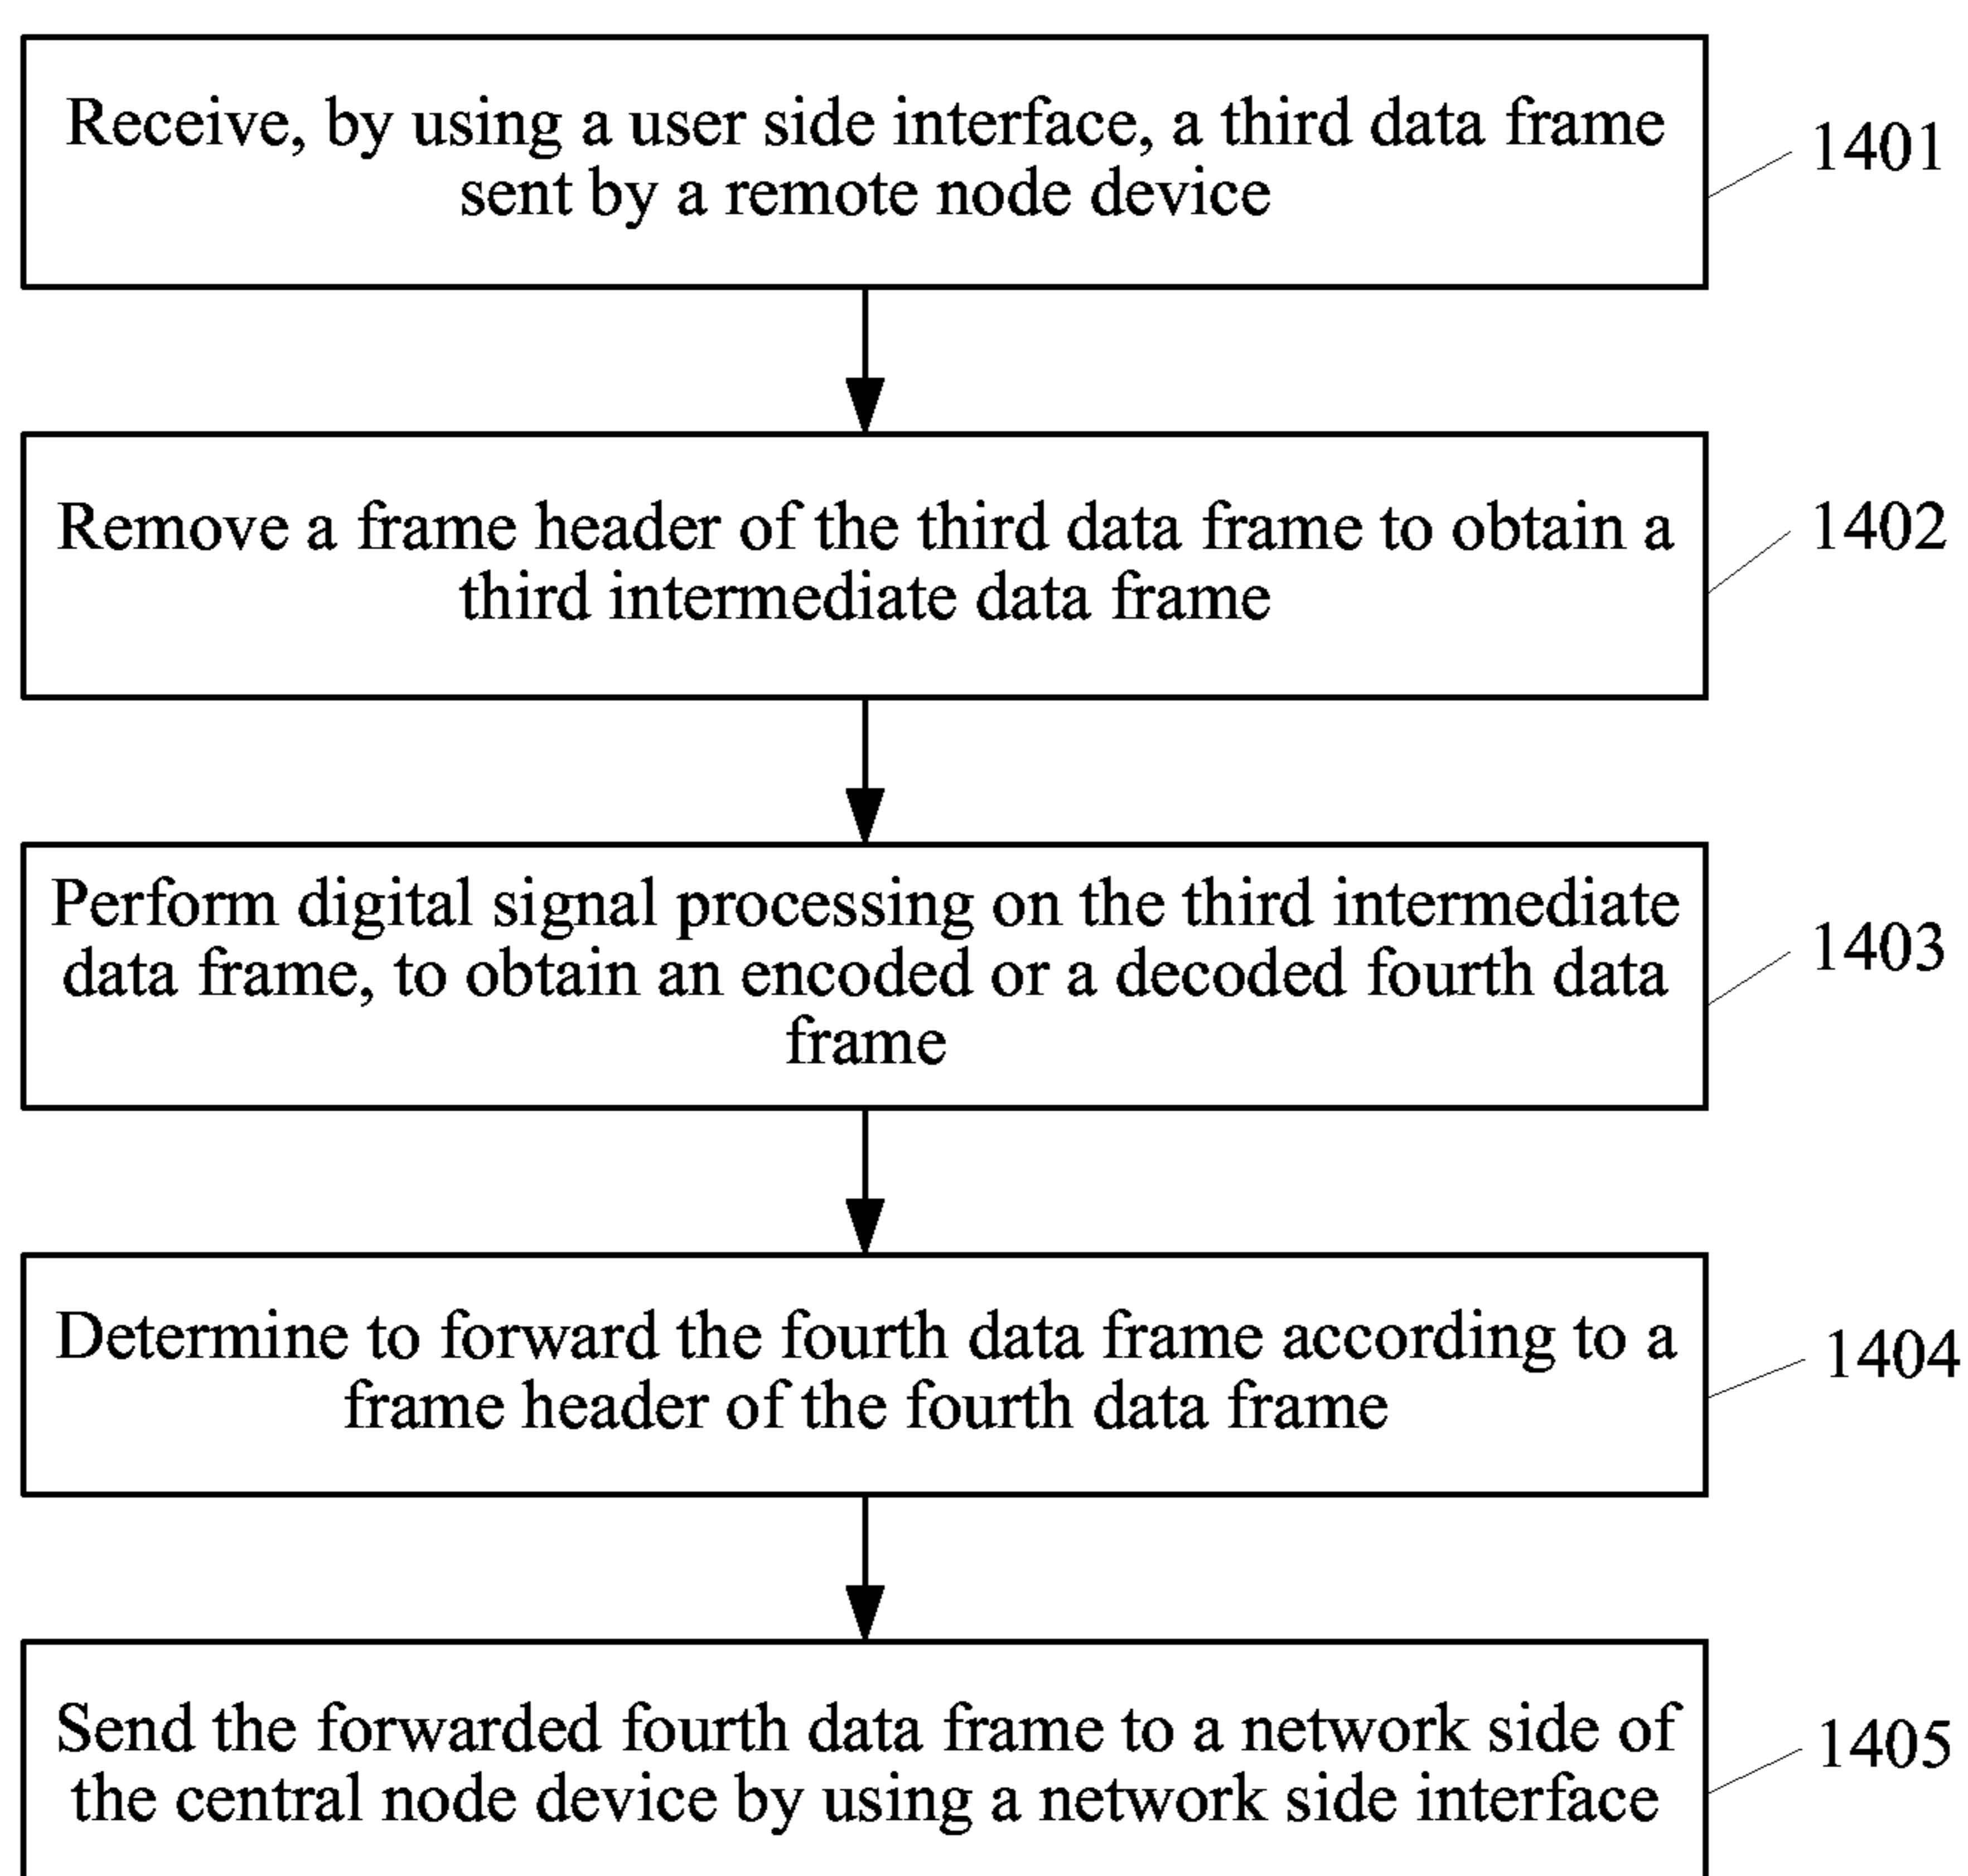 Receive, by using a user side interface, a third data frame
sent by a remote node device
1401
Remove a frame header of the third data frame to obtain a
third intermediate data frame
1402
Perform digital signal processing on the third intermediate
data frame, to obtain an encoded or a decoded fourth data
frame
1403
Determine to forward the fourth data frame according to a
frame header of the fourth data frame
1404
Send the forwarded fourth data frame to a network side of
the central node device by using a network side interface
1405